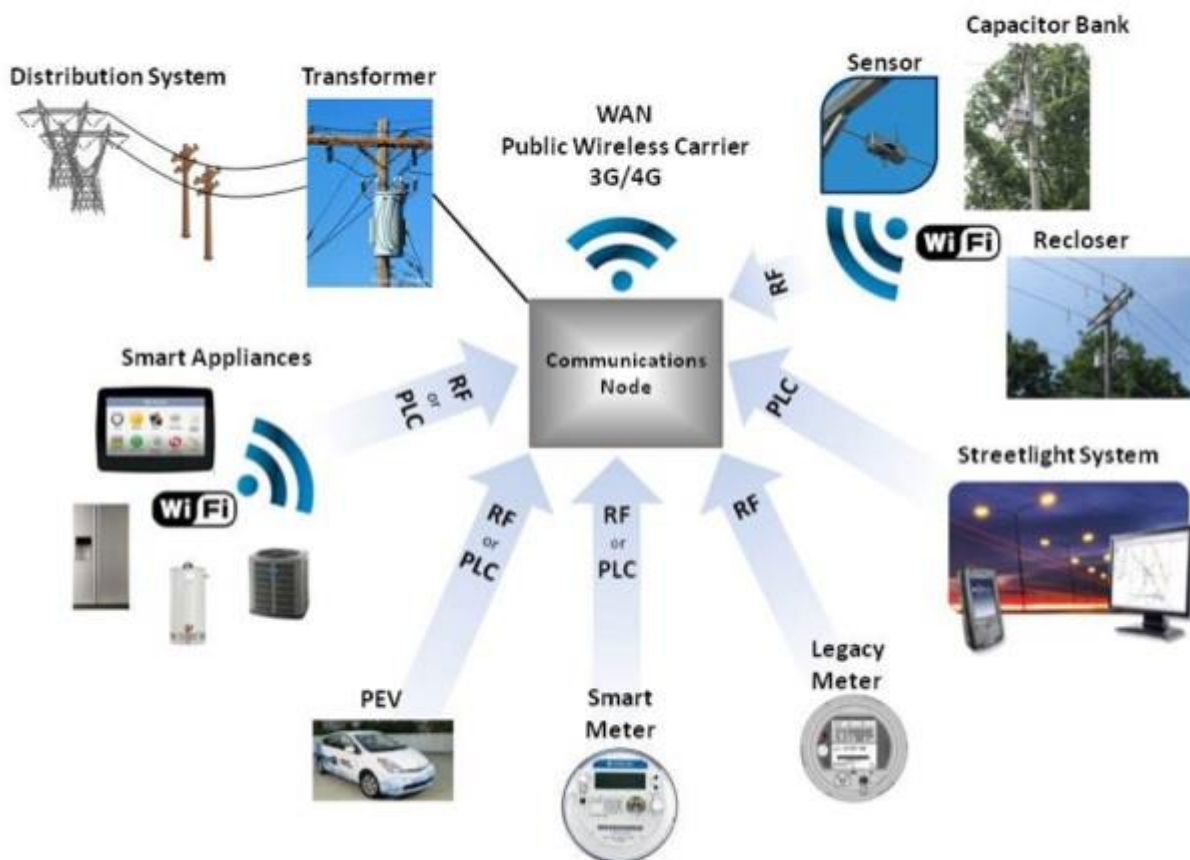 Capacitor Bank
Distribution System
Transformer
Sensor
WAN
Public Wireless Carrier
3G/4G
WiFi
Recloser
RF
Smart Appliances
Communications
Node
RF
or
PLC
PLC
Streetlight System
WiFi
RF
or
PLC
RF
or
PLC
RF
Legacy
Meter
PEV
Smart
Meter